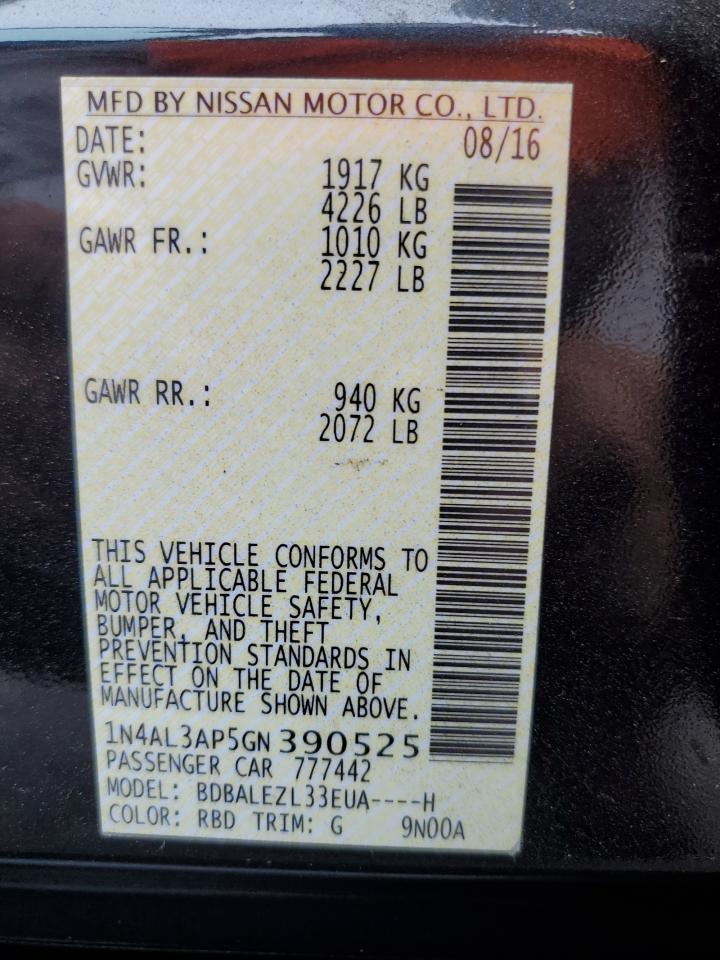 MFD BY NISSAN MOTOR CO., LTD.
DATE: 08/16
GVWR: 1917 KG
4226 LB
GAWR FR.: 1010 KG
2227 LB
GAWR RR.: 940 KG
2072 LB
THIS VEHICLE CONFORMS TO
ALL APPLICABLE FEDERAL
MOTOR VEHICLE SAFETY,
BUMPER, AND THEFT
PREVENTION STANDARDS IN
EFFECT ON THE DATE OF
MANUFACTURE SHOWN ABOVE.
1N4AL3AP5GN390525
PASSENGER CAR 777442
MODEL: BDBALEZL33EUA----H
COLOR: RBD TRIM: G 9N00A